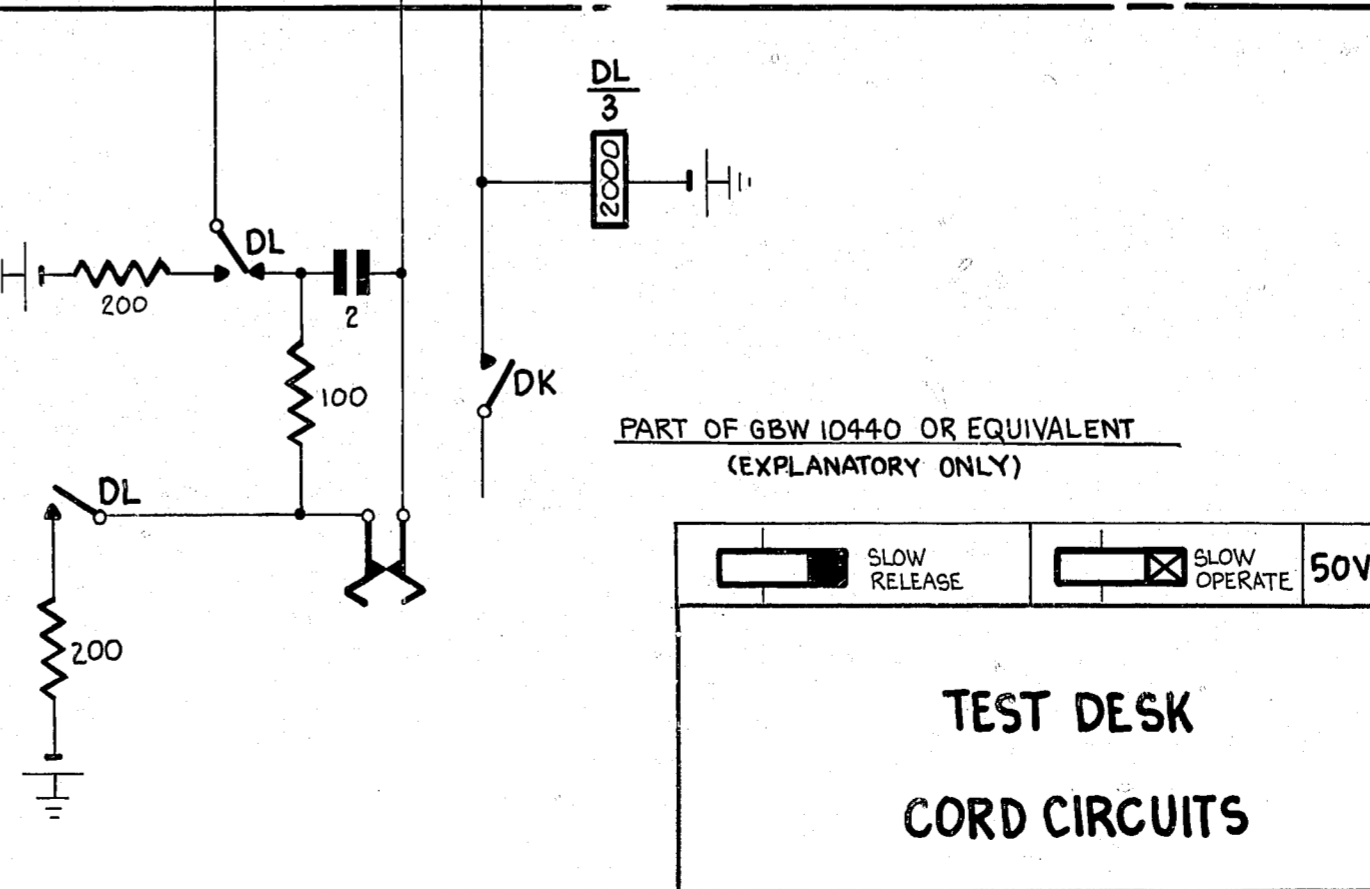 DL
3
2000
DL
200
2
100
DK
DL
200
PART OF GBW 10440 OR EQUIVALENT
(EXPLANATORY ONLY)
SLOW
RELEASE
SLOW
OPERATE
50V
TEST DESK
CORD CIRCUITS